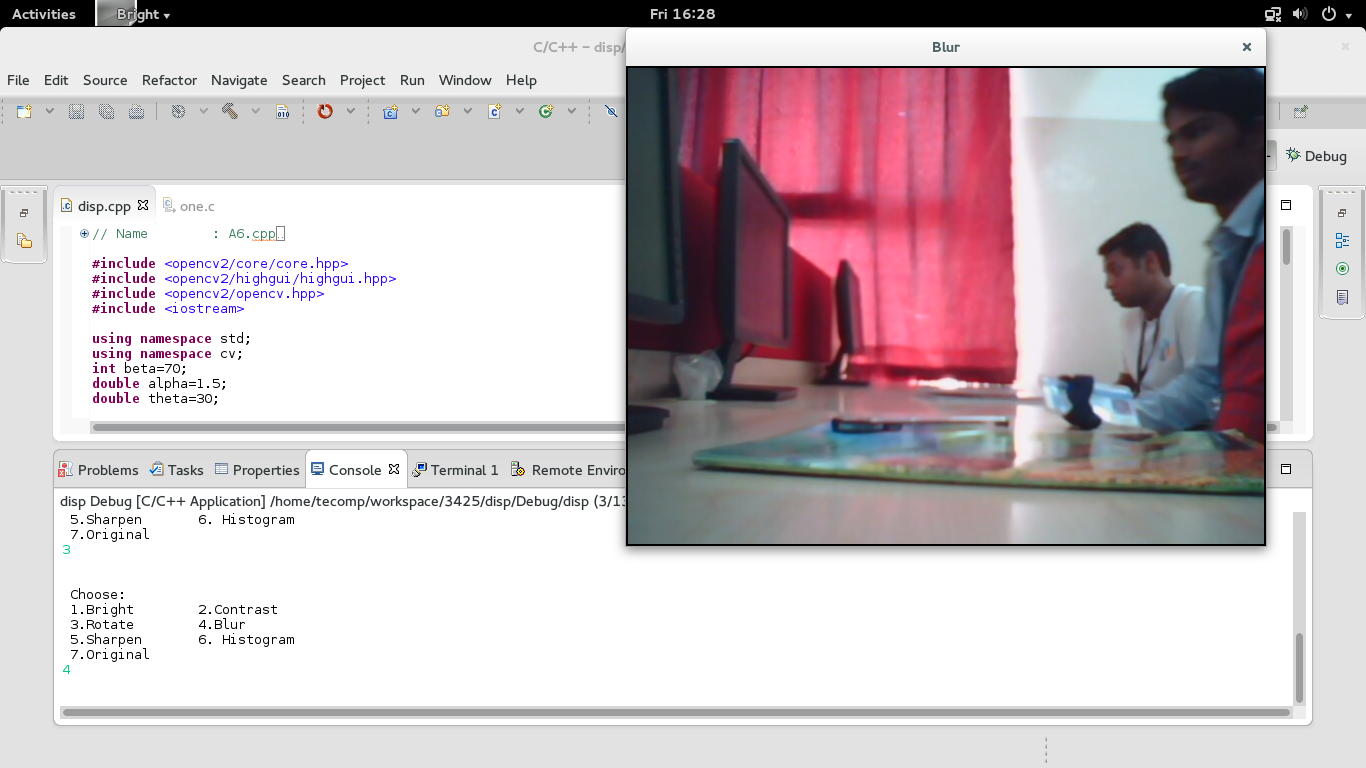 Activities Bright Fri 16:28
C/C++ - disp/
Blur
File Edit Source Refactor Navigate Search Project Run Window Help
010
Debug
disp.cpp one.c
// Name : A6.cpp
#include <opencv2/core/core.hpp>
#include <opencv2/highgui/highgui.hpp>
#include <opencv2/opencv.hpp>
#include <iostream>
using namespace std;
using namespace cv;
int beta=70;
double alpha=1.5;
double theta=30;
Problems Tasks Properties Console Terminal 1 Remote Enviro
disp Debug [C/C++ Application] /home/tecomp/workspace/3425/disp/Debug/disp (3/13
5.Sharpen 6. Histogram
7.Original
3
Choose:
1.Bright 2.Contrast
3.Rotate 4.Blur
5.Sharpen 6. Histogram
7.Original
4